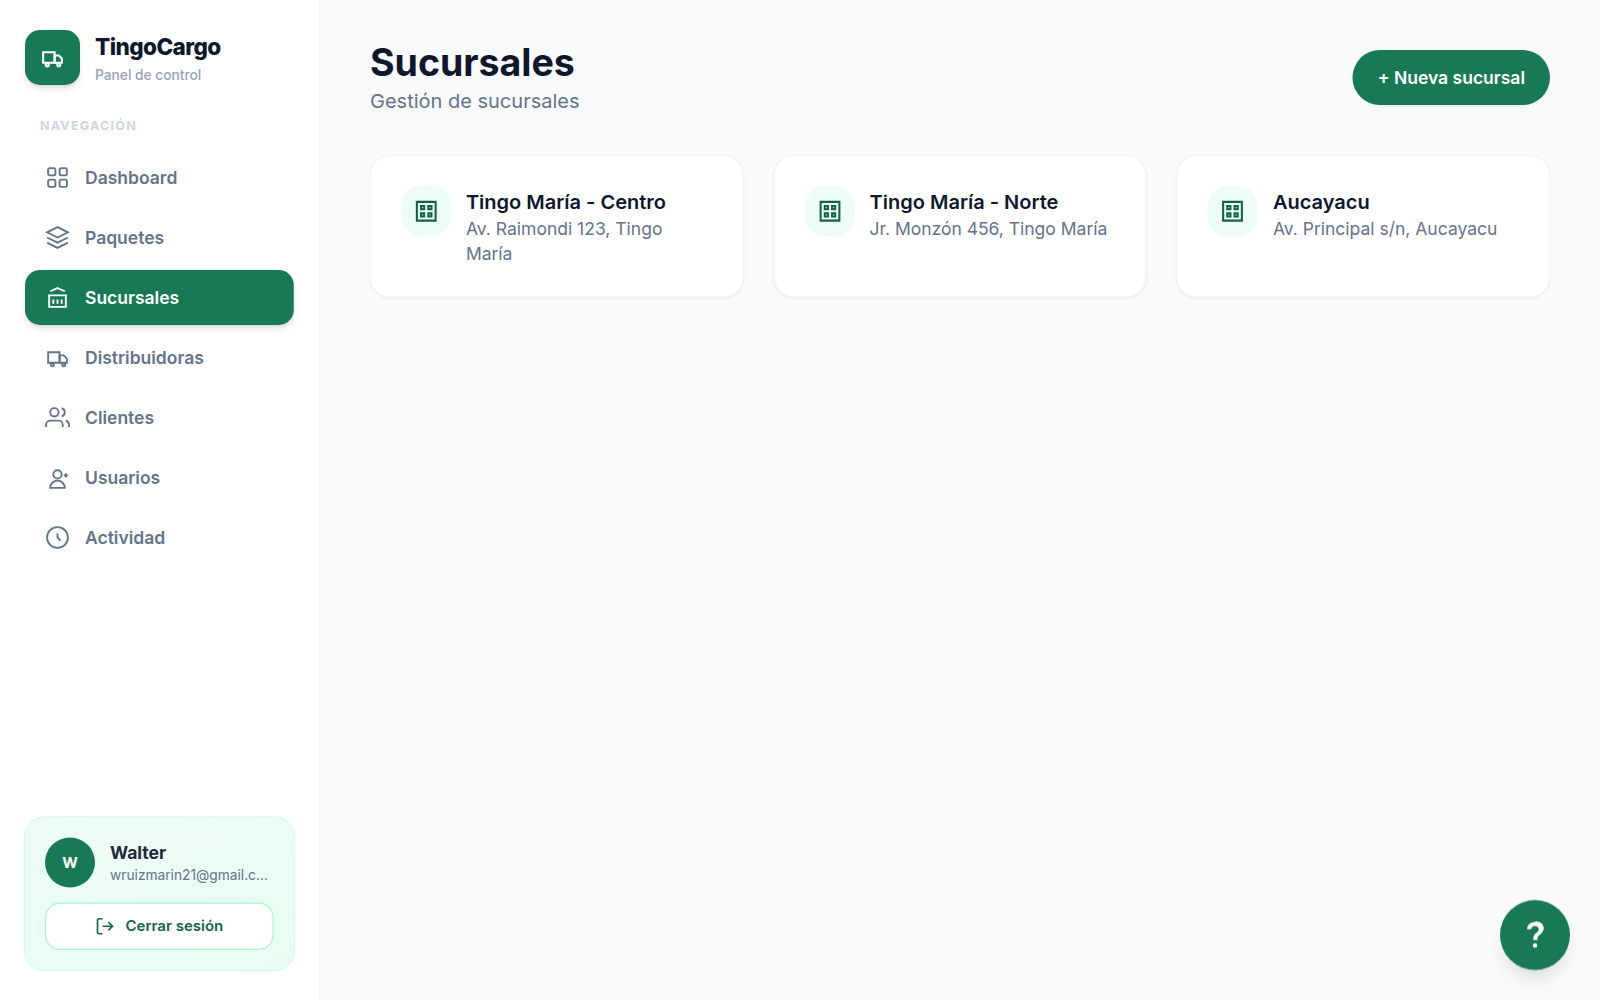 TingoCargo
Panel de control
NAVEGACIÓN
Dashboard
Paquetes
Sucursales
Distribuidoras
Clientes
Usuarios
Actividad
W
Walter
wruizmarin21@gmail.c...
Cerrar sesión
Sucursales
Gestión de sucursales
+ Nueva sucursal
Tingo María - Centro
Av. Raimondi 123, Tingo
María
Tingo María - Norte
Jr. Monzón 456, Tingo María
Aucayacu
Av. Principal s/n, Aucayacu
?